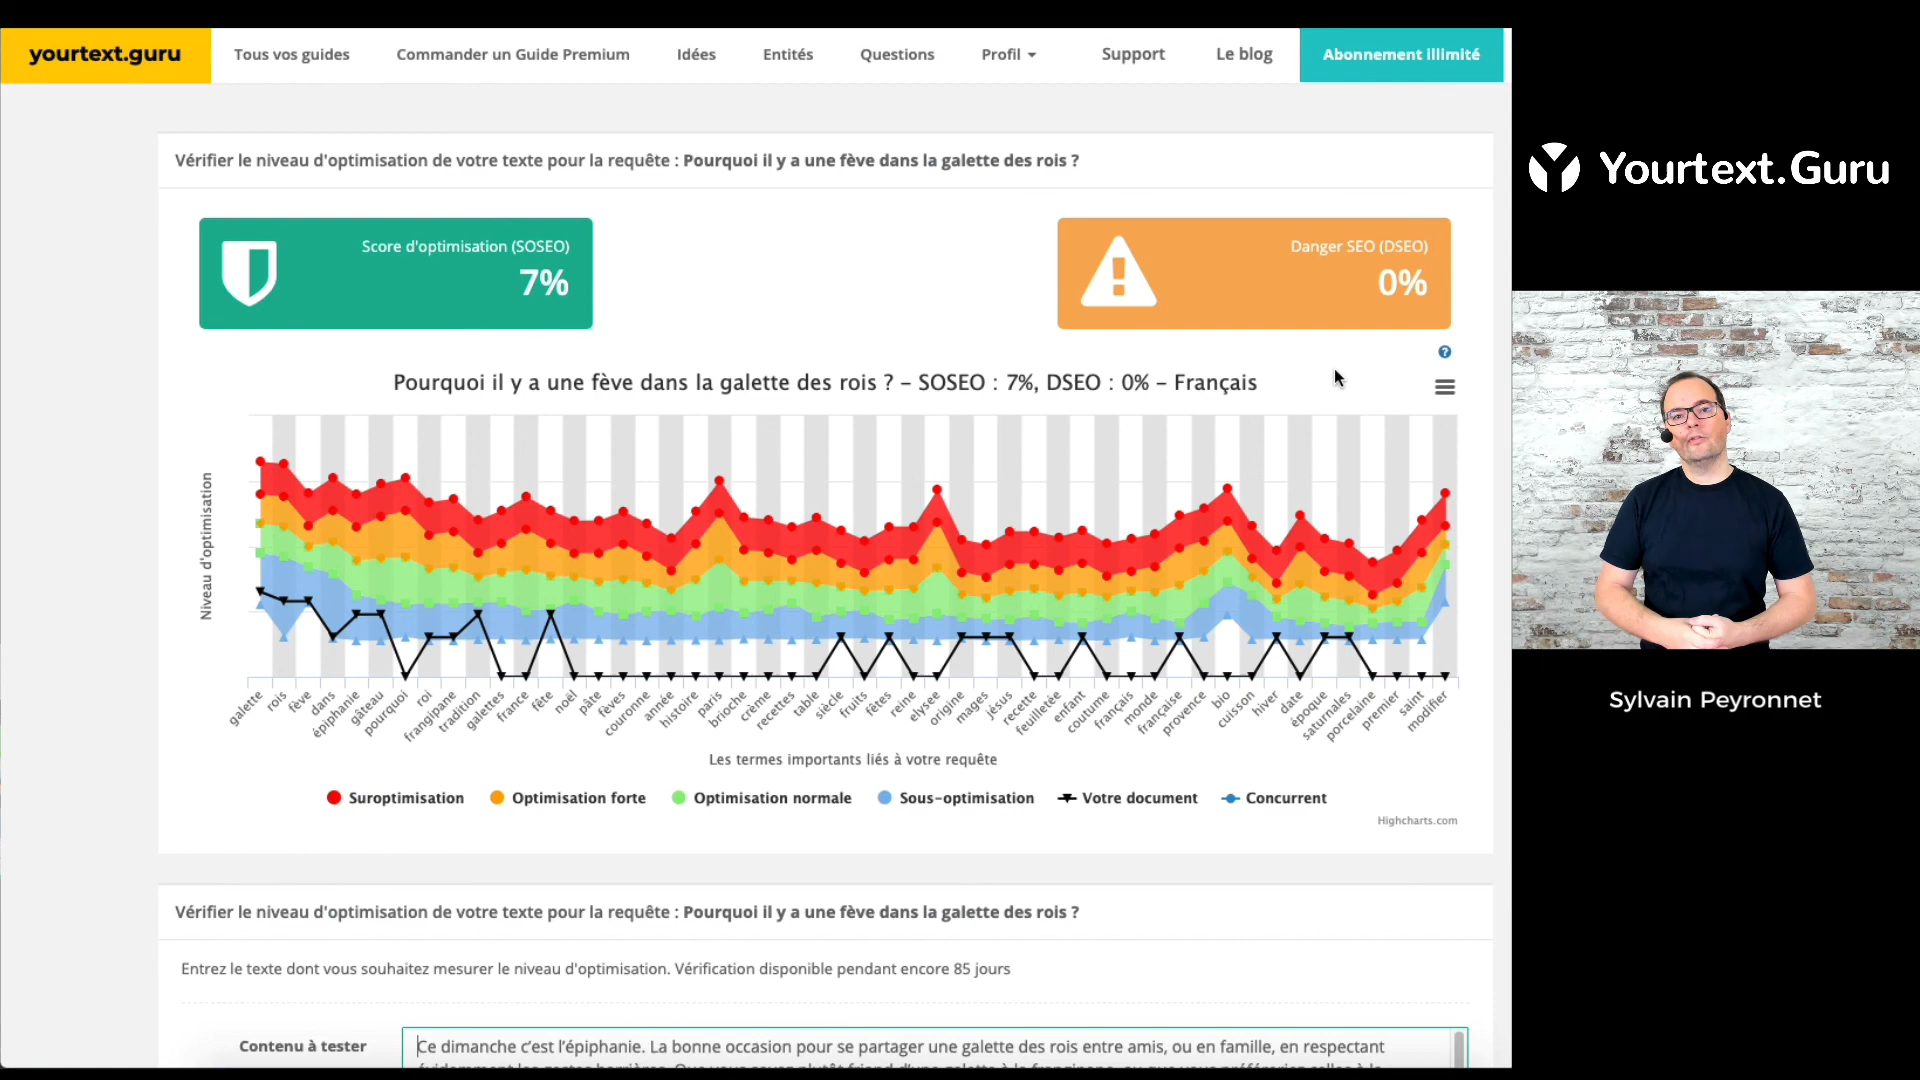 yourtext.guru
Tous vos guides
Commander un Guide Premium
Idées
Entités
Questions
Profil
Support
Le blog
Abonnement illimité
Vérifier le niveau d'optimisation de votre texte pour la requête : Pourquoi il y a une fève dans la galette des rois ?
Score d'optimisation (SOSEO)
7%
Danger SEO (DSEO)
0%
Pourquoi il y a une fève dans la galette des rois ? – SOSEO : 7%, DSEO : 0% – Français
Niveau d'optimisation
galette
rois
fève
dans
épiphanie
gâteau
pourquoi
roi
frangipane
tradition
galettes
france
fête
noël
pâte
fèves
couronne
année
histoire
paris
brioche
crème
recettes
table
siècle
fruits
fêtes
reine
elysee
origine
mages
jésus
recette
feuilletée
enfant
coutume
français
monde
française
provence
bio
cuisson
hiver
date
époque
saturnales
porcelaine
premier
saint
modifier
Les termes importants liés à votre requête
Suroptimisation
Optimisation forte
Optimisation normale
Sous-optimisation
Votre document
Concurrent
Highcharts.com
Vérifier le niveau d'optimisation de votre texte pour la requête : Pourquoi il y a une fève dans la galette des rois ?
Entrez le texte dont vous souhaitez mesurer le niveau d'optimisation. Vérification disponible pendant encore 85 jours
Contenu à tester
Ce dimanche c’est l’épiphanie. La bonne occasion pour se partager une galette des rois entre amis, ou en famille, en respectant
Yourtext.Guru
Sylvain Peyronnet